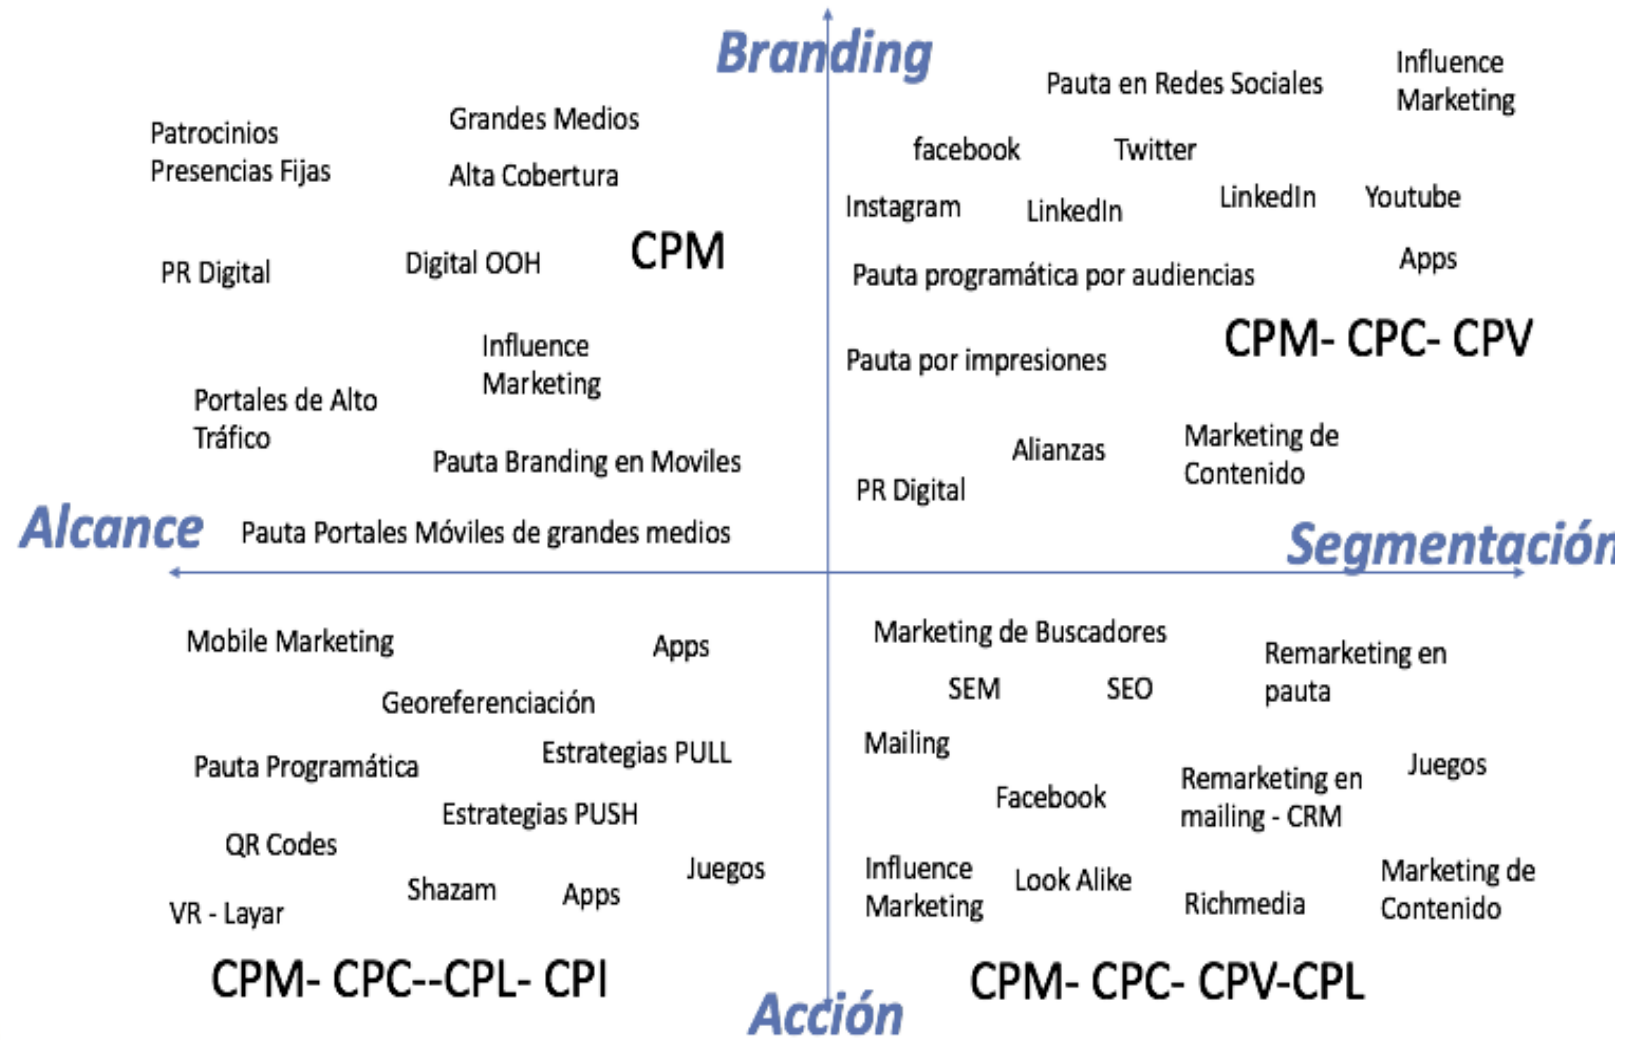 Branding
Patrocinios
Presencias Fijas
Grandes Medios
Alta Cobertura
CPM
PR Digital
Digital OOH
Influence
Marketing
Portales de Alto
Tráfico
Pauta Branding en Moviles
Alcance
Pauta Portales Móviles de grandes medios
Pauta en Redes Sociales
Influence
Marketing
facebook
Twitter
Instagram
LinkedIn
LinkedIn
Youtube
Pauta programática por audiencias
Apps
CPM- CPC- CPV
Pauta por impresiones
Alianzas
Marketing de
Contenido
PR Digital
Segmentación
Mobile Marketing
Apps
Georeferenciación
Pauta Programática
Estrategias PULL
Estrategias PUSH
QR Codes
Juegos
Shazam
Apps
VR - Layar
CPM- CPC--CPL- CPI
Marketing de Buscadores
Remarketing en
pauta
SEM
SEO
Mailing
Juegos
Facebook
Remarketing en
mailing - CRM
Influence
Marketing
Look Alike
Richmedia
Marketing de
Contenido
CPM- CPC- CPV-CPL
Acción